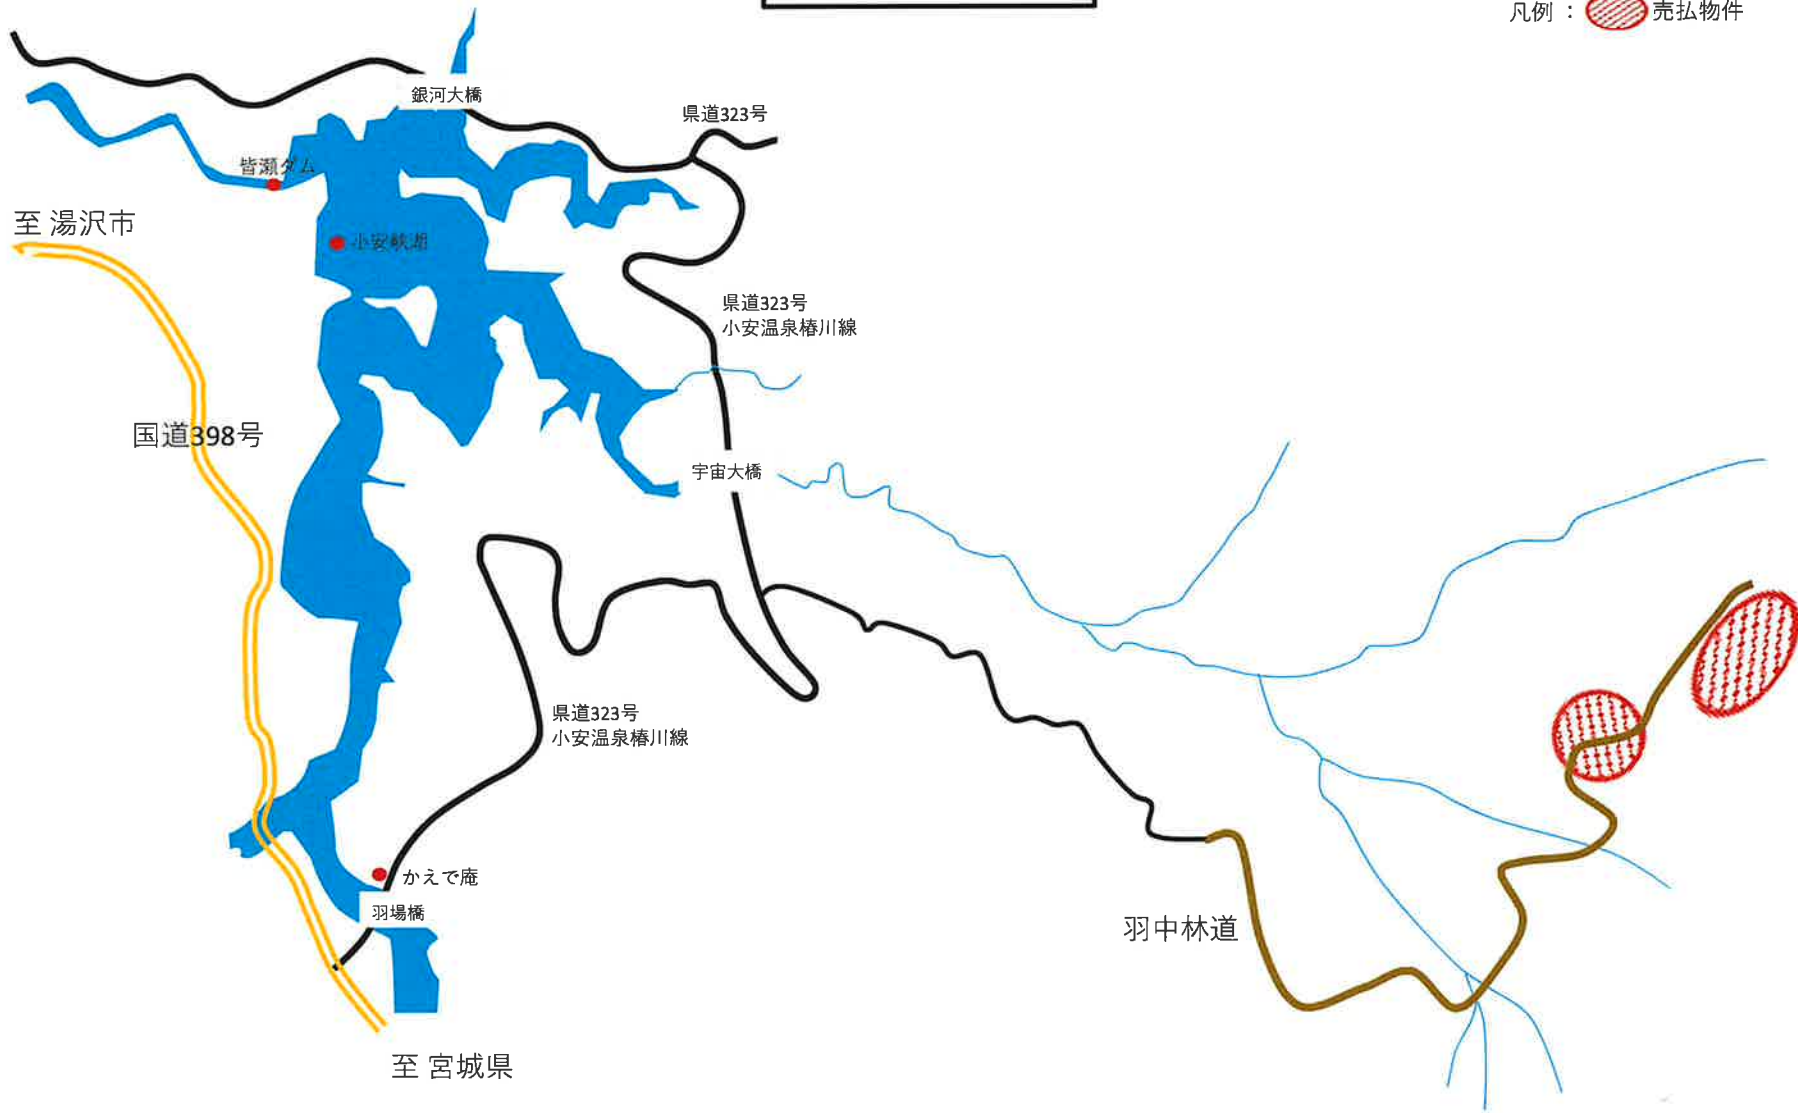 凡例 ： 売払物件
銀河大橋
県道323号
皆瀬ダム
至 湯沢市
小安峡湖
県道323号
小安温泉椿川線
国道398号
宇宙大橋
県道323号
小安温泉椿川線
かえで庵
羽場橋
羽中林道
至 宮城県